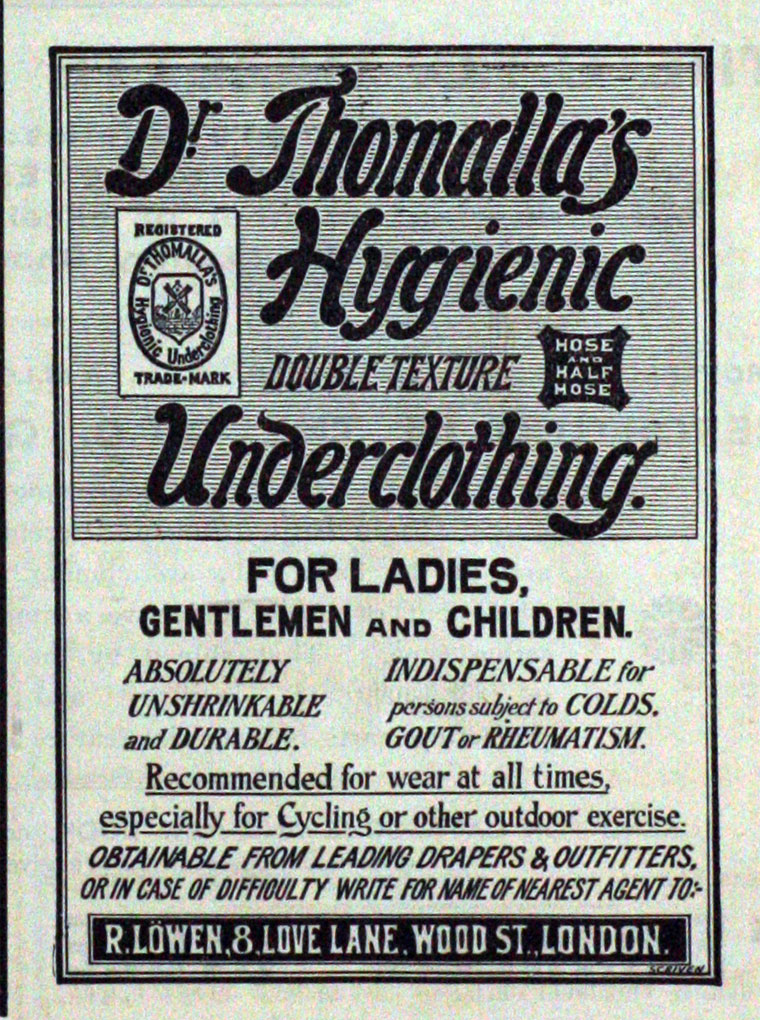 Dr Thomalla's
REGISTERED
Dr THOMALLA'S
Hygienic Underclothing
TRADE-MARK
Hygienic
DOUBLE TEXTURE
HOSE
AND
HALF
HOSE
Underclothing.
FOR LADIES,
GENTLEMEN AND CHILDREN.
ABSOLUTELY
UNSHRINKABLE
and DURABLE.
INDISPENSABLE for
persons subject to COLDS.
GOUT or RHEUMATISM.
Recommended for wear at all times,
especially for Cycling or other outdoor exercise.
OBTAINABLE FROM LEADING DRAPERS & OUTFITTERS,
OR IN CASE OF DIFFIOULTY WRITE FOR NAME OF NEAREST AGENT TO:-
R. LÖWEN, 8, LOVE LANE, WOOD ST., LONDON.
SCRIVEN